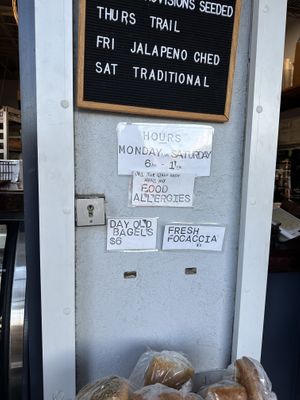 PROVISIONS SEEDED
THURS TRAIL
FRI JALAPENO CHED
SAT TRADITIONAL
HOURS
MONDAY SATURDAY
FOOD
ALLERGIES
DAY OLD
BAGELS
$6
FRESH
FOCACCIA